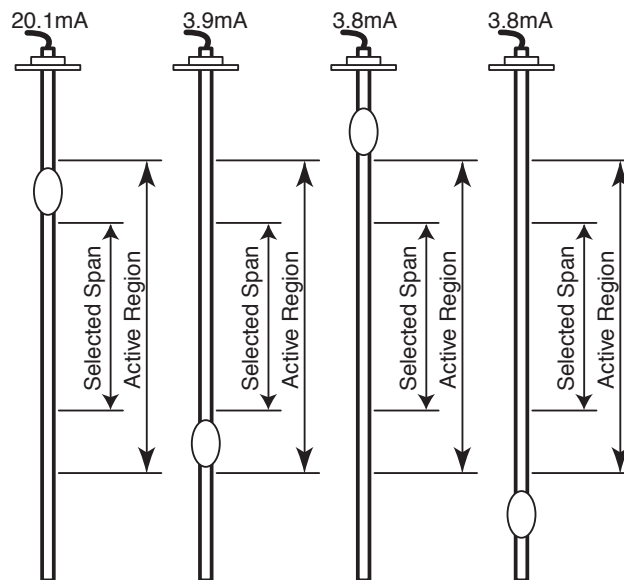 20.1mA
3.9mA
3.8mA
3.8mA
Selected Span
Active Region
Selected Span
Active Region
Selected Span
Active Region
Selected Span
Active Region